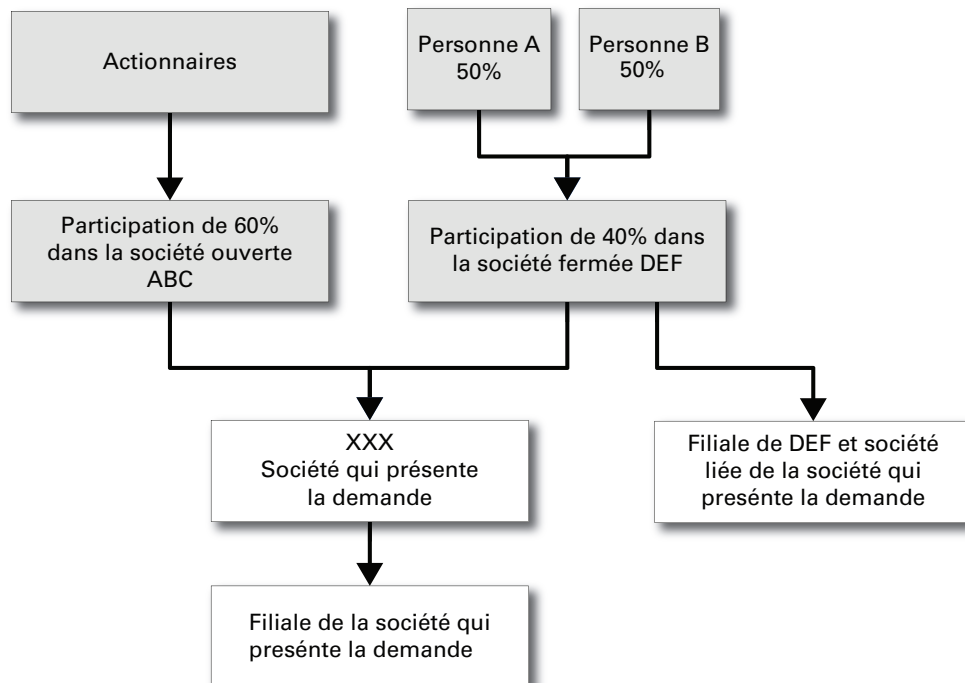 Actionnaires
Personne A
50%
Personne B
50%
Participation de 60%
dans la société ouverte
ABC
Participation de 40% dans
la société fermée DEF
XXX
Société qui présente
la demande
Filiale de DEF et société
liée de la société qui
presénte la demande
Filiale de la société qui
presénte la demande